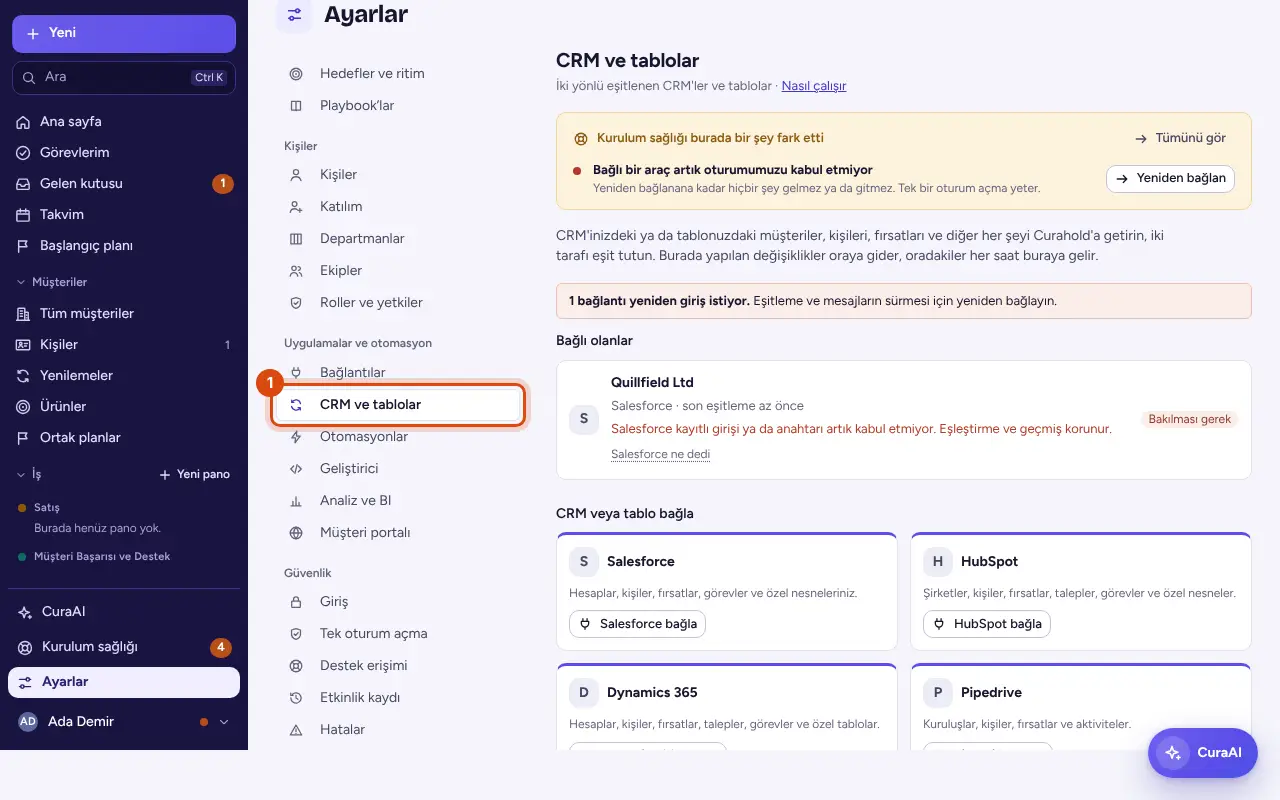 Yeni
Ara
Ctrl K
Ana sayfa
Görevlerim
Gelen kutusu
1
Takvim
Başlangıç planı
Müşteriler
Tüm müşteriler
Kişiler
1
Yenilemeler
Ürünler
Ortak planlar
İş
Yeni pano
Satış
Burada henüz pano yok.
Müşteri Başarısı ve Destek
CuraAI
Kurulum sağlığı
4
Ayarlar
AD
Ada Demir
Ayarlar
Hedefler ve ritim
Playbook'lar
Kişiler
Kişiler
Katılım
Departmanlar
Ekipler
Roller ve yetkiler
Uygulamalar ve otomasyon
Bağlantılar
1
CRM ve tablolar
Otomasyonlar
Geliştirici
Analiz ve BI
Müşteri portalı
Güvenlik
Giriş
Tek oturum açma
Destek erişimi
Etkinlik kaydı
Hatalar
CRM ve tablolar
İki yönlü eşitlenen CRM'ler ve tablolar · Nasıl çalışır
Kurulum sağlığı burada bir şey fark etti
Tümünü gör
Bağlı bir araç artık oturumumuzu kabul etmiyor
Yeniden bağlanana kadar hiçbir şey gelmez ya da gitmez. Tek bir oturum açma yeter.
Yeniden bağlan
CRM'inizdeki ya da tablonuzdaki müşteriler, kişileri, fırsatları ve diğer her şeyi Curahold'a getirin, iki
tarafı eşit tutun. Burada yapılan değişiklikler oraya gider, oradakiler her saat buraya gelir.
1 bağlantı yeniden giriş istiyor. Eşitleme ve mesajların sürmesi için yeniden bağlayın.
Bağlı olanlar
S
Quillfield Ltd
Salesforce · son eşitleme az önce
Salesforce kayıtlı girişi ya da anahtarı artık kabul etmiyor. Eşleştirme ve geçmiş korunur.
Salesforce ne dedi
Bakılması gerek
CRM veya tablo bağla
S
Salesforce
Hesaplar, kişiler, fırsatlar, görevler ve özel nesneleriniz.
Salesforce bağla
H
HubSpot
Şirketler, kişiler, fırsatlar, talepler, görevler ve özel nesneler.
HubSpot bağla
D
Dynamics 365
Hesaplar, kişiler, fırsatlar, talepler, görevler ve özel tablolar.
P
Pipedrive
Kuruluşlar, kişiler, fırsatlar ve aktiviteler.
CuraAI